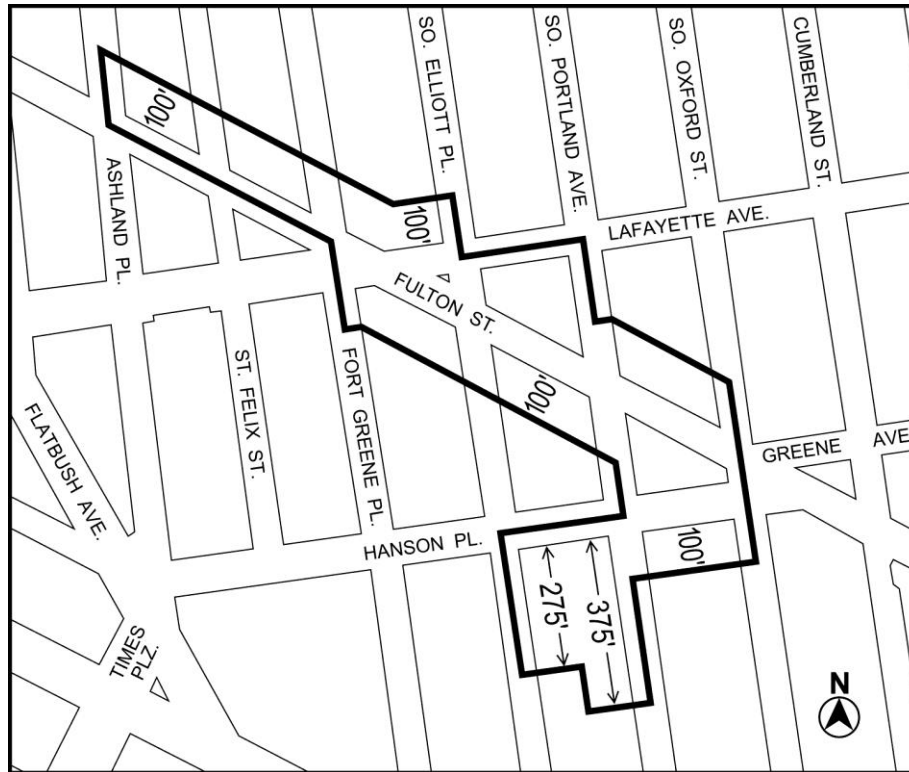 SO. ELLIOTT PL.
SO. PORTLAND AVE.
SO. OXFORD ST.
CUMBERLAND ST.
100'
ASHLAND PL.
100'
LAFAYETTE AVE.
FULTON ST.
ST. FELIX ST.
FORT GREENE PL.
100'
FLATBUSH AVE.
GREENE AVE.
HANSON PL.
100'
275'
375'
TIMES
PLZ.
N